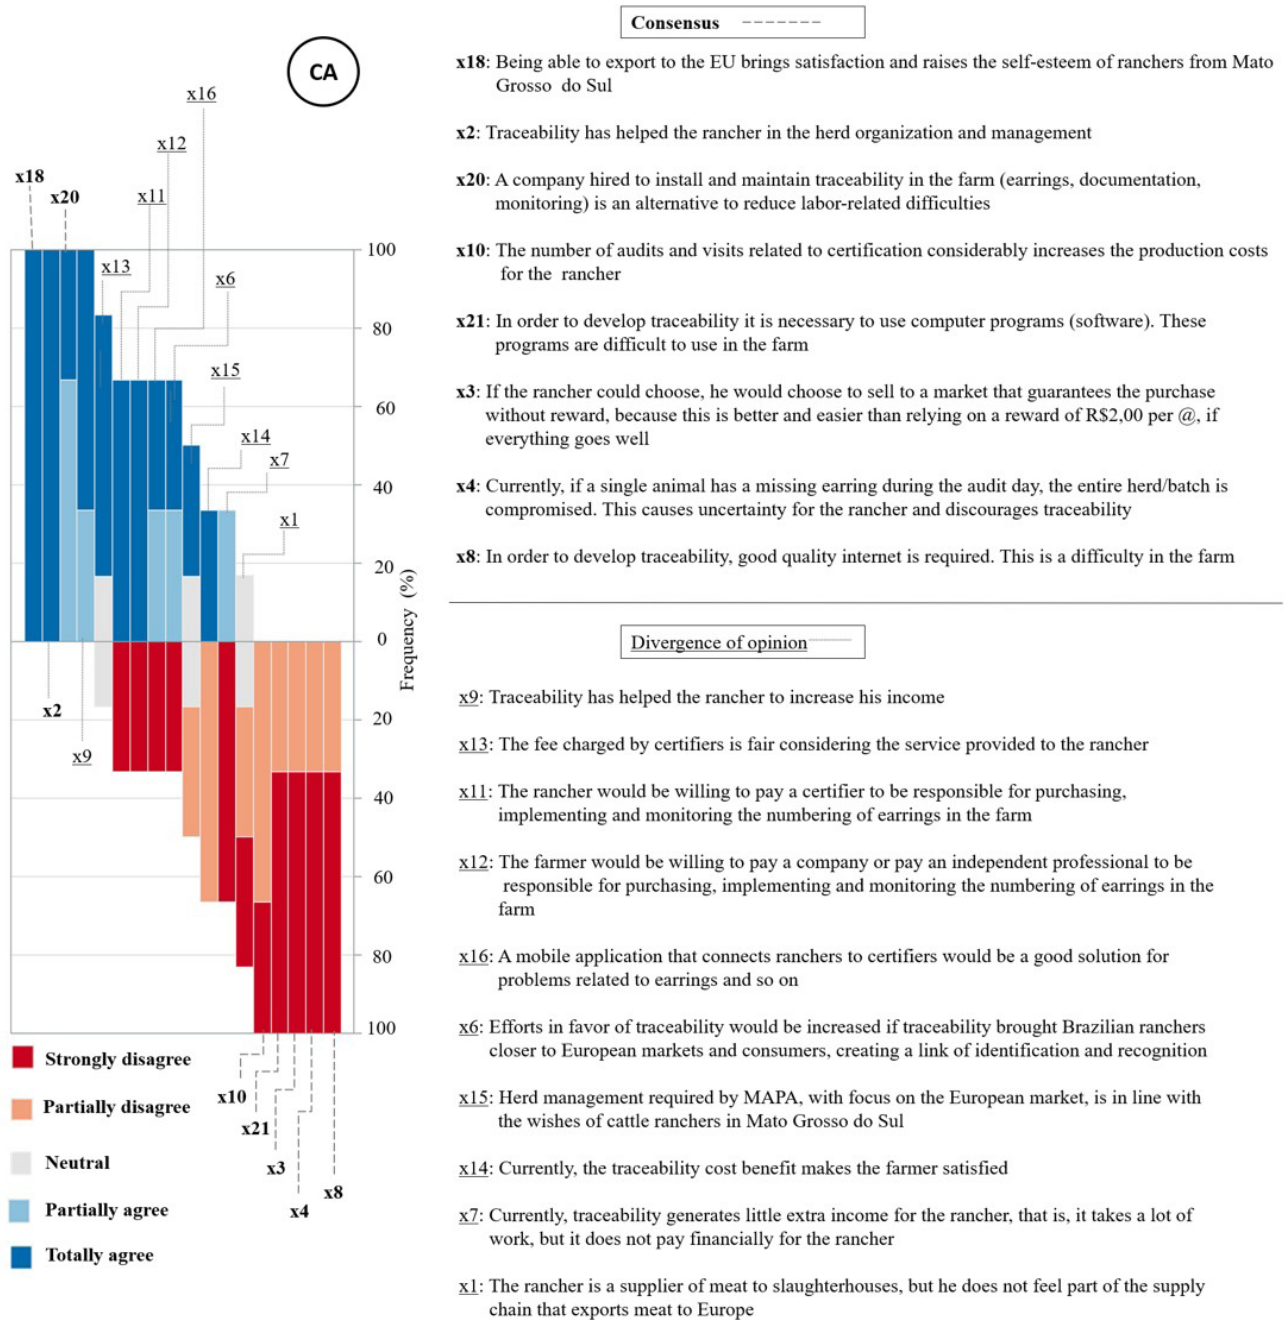 Consensus
CA
x18: Being able to export to the EU brings satisfaction and raises the self-esteem of ranchers from Mato
Grosso do Sul
x2: Traceability has helped the rancher in the herd organization and management
x20: A company hired to install and maintain traceability in the farm (earrings, documentation,
monitoring) is an alternative to reduce labor-related difficulties
x10: The number of audits and visits related to certification considerably increases the production costs
for the rancher
x21: In order to develop traceability it is necessary to use computer programs (software). These
programs are difficult to use in the farm
x3: If the rancher could choose, he would choose to sell to a market that guarantees the purchase
without reward, because this is better and easier than relying on a reward of R$2,00 per @, if
everything goes well
x4: Currently, if a single animal has a missing earring during the audit day, the entire herd/batch is
compromised. This causes uncertainty for the rancher and discourages traceability
x8: In order to develop traceability, good quality internet is required. This is a difficulty in the farm
Divergence of opinion
x9: Traceability has helped the rancher to increase his income
x13: The fee charged by certifiers is fair considering the service provided to the rancher
x11: The rancher would be willing to pay a certifier to be responsible for purchasing,
implementing and monitoring the numbering of earrings in the farm
x12: The farmer would be willing to pay a company or pay an independent professional to be
responsible for purchasing, implementing and monitoring the numbering of earrings in the
farm
x16: A mobile application that connects ranchers to certifiers would be a good solution for
problems related to earrings and so on
x6: Efforts in favor of traceability would be increased if traceability brought Brazilian ranchers
closer to European markets and consumers, creating a link of identification and recognition
x15: Herd management required by MAPA, with focus on the European market, is in line with
the wishes of cattle ranchers in Mato Grosso do Sul
x14: Currently, the traceability cost benefit makes the farmer satisfied
x7: Currently, traceability generates little extra income for the rancher, that is, it takes a lot of
work, but it does not pay financially for the rancher
x1: The rancher is a supplier of meat to slaughterhouses, but he does not feel part of the supply
chain that exports meat to Europe
x16
x12
x18
x20
x11
x13
x6
x15
x14
x7
x1
100
80
60
40
20
0
20
40
60
80
100
Frequency (%)
x2
x9
x10
x21
x3
x4
x8
Strongly disagree
Partially disagree
Neutral
Partially agree
Totally agree